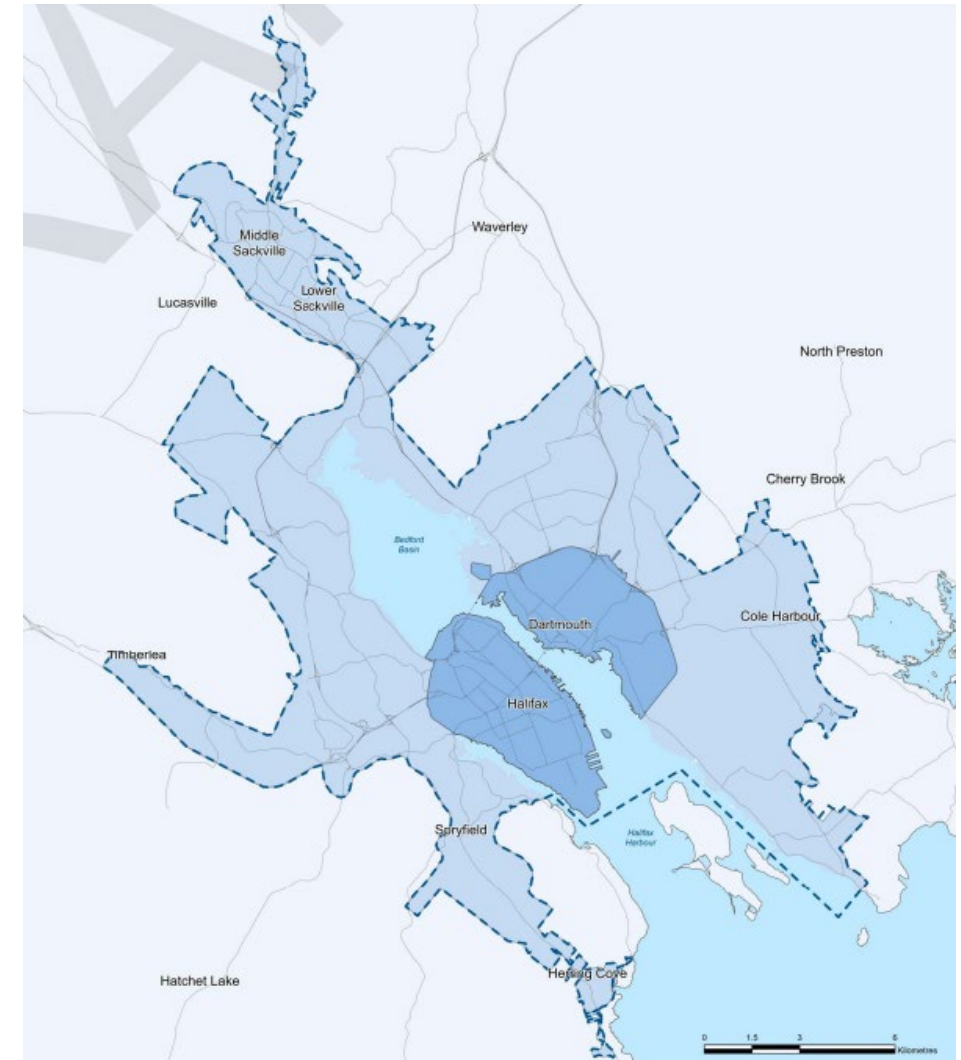 Middle
Sackville
Waverley
Lower
Sackville
Lucasville
North Preston
Cherry Brook
Bedford
Basin
Cole Harbour
Dartmouth
Timberlea
Halifax
Spryfield
Halifax
Harbour
Herring Cove
Hatchet Lake
0 1.5 3 6
Kilometres